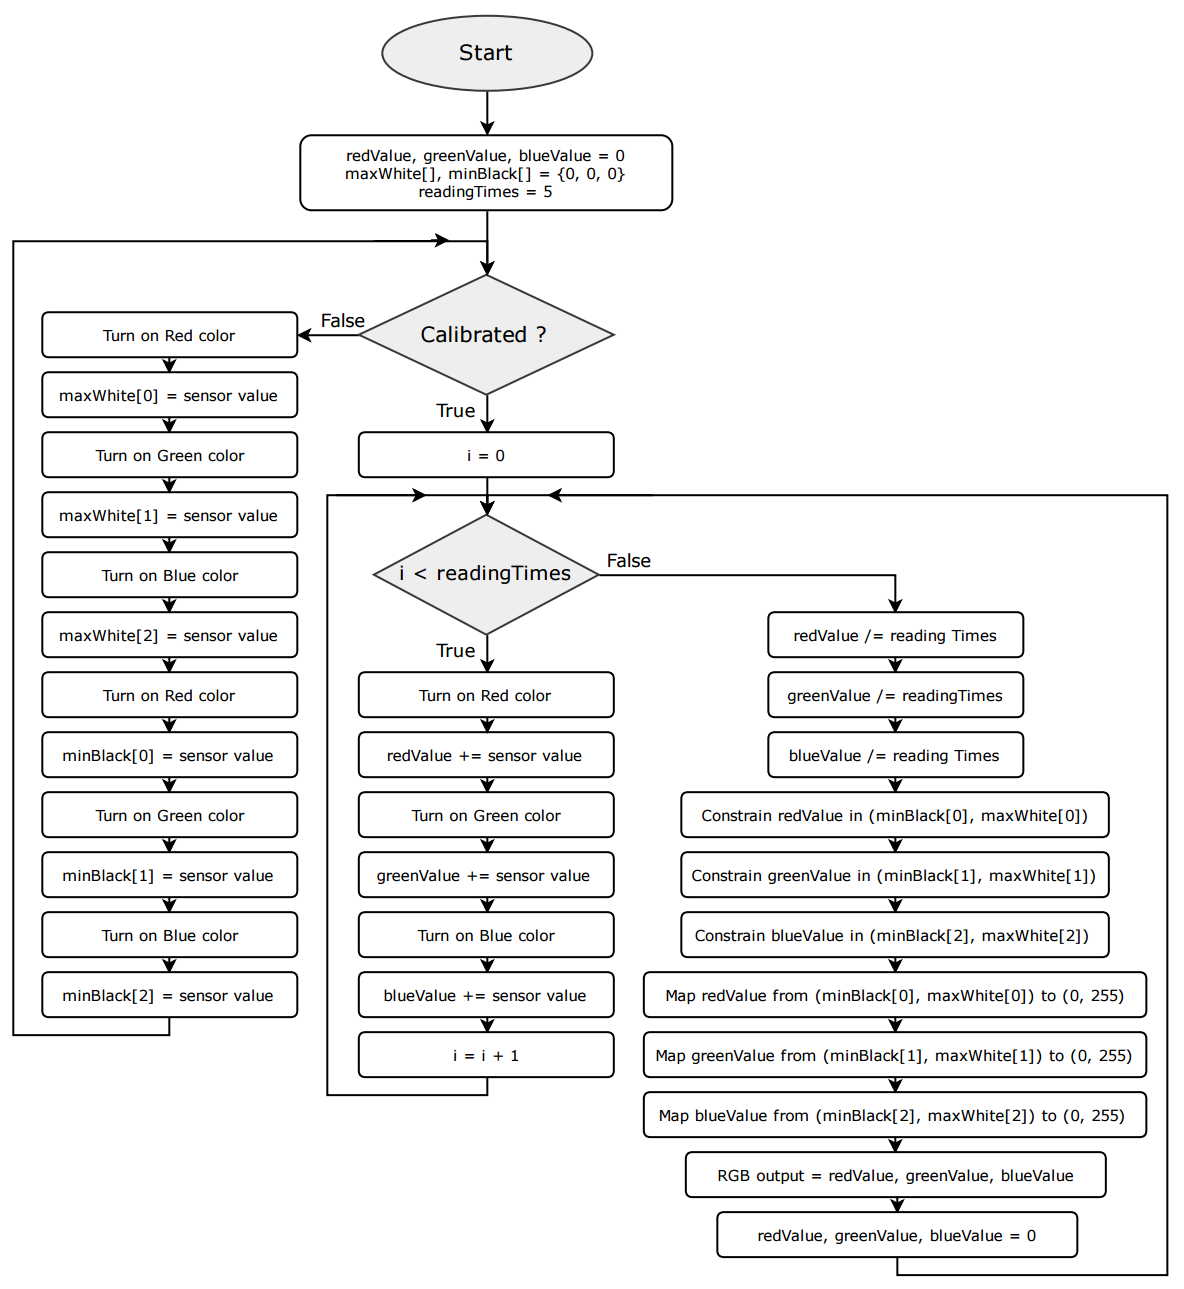 Start
redValue, greenValue, blueValue = 0
maxWhite[], minBlack[] = {0, 0, 0}
readingTimes = 5
Calibrated ?
False
Turn on Red color
maxWhite[0] = sensor value
Turn on Green color
maxWhite[1] = sensor value
Turn on Blue color
maxWhite[2] = sensor value
Turn on Red color
minBlack[0] = sensor value
Turn on Green color
minBlack[1] = sensor value
Turn on Blue color
minBlack[2] = sensor value
True
i = 0
i < readingTimes
True
Turn on Red color
redValue += sensor value
Turn on Green color
greenValue += sensor value
Turn on Blue color
blueValue += sensor value
i = i + 1
False
redValue /= reading Times
greenValue /= readingTimes
blueValue /= reading Times
Constrain redValue in (minBlack[0], maxWhite[0])
Constrain greenValue in (minBlack[1], maxWhite[1])
Constrain blueValue in (minBlack[2], maxWhite[2])
Map redValue from (minBlack[0], maxWhite[0]) to (0, 255)
Map greenValue from (minBlack[1], maxWhite[1]) to (0, 255)
Map blueValue from (minBlack[2], maxWhite[2]) to (0, 255)
RGB output = redValue, greenValue, blueValue
redValue, greenValue, blueValue = 0